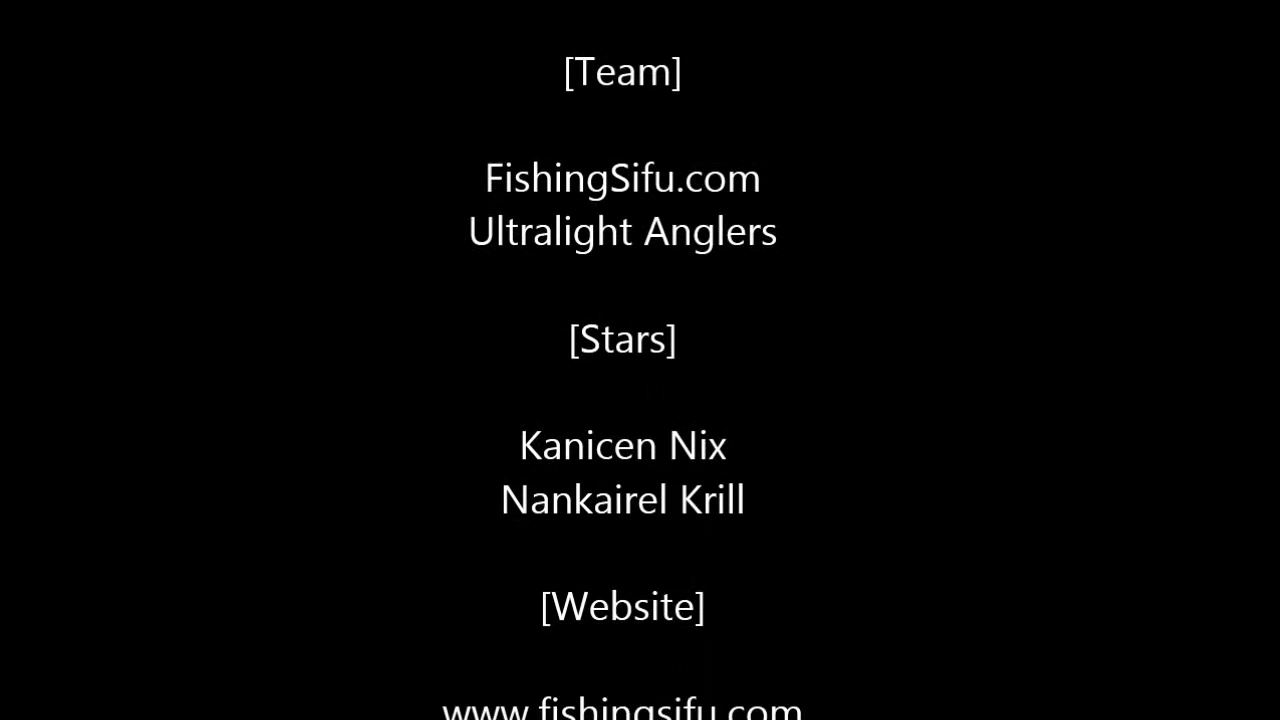 [Team]
FishingSifu.com
Ultralight Anglers
[Stars]
Kanicen Nix
Nankairel Krill
[Website]
www.fishingsifu.com